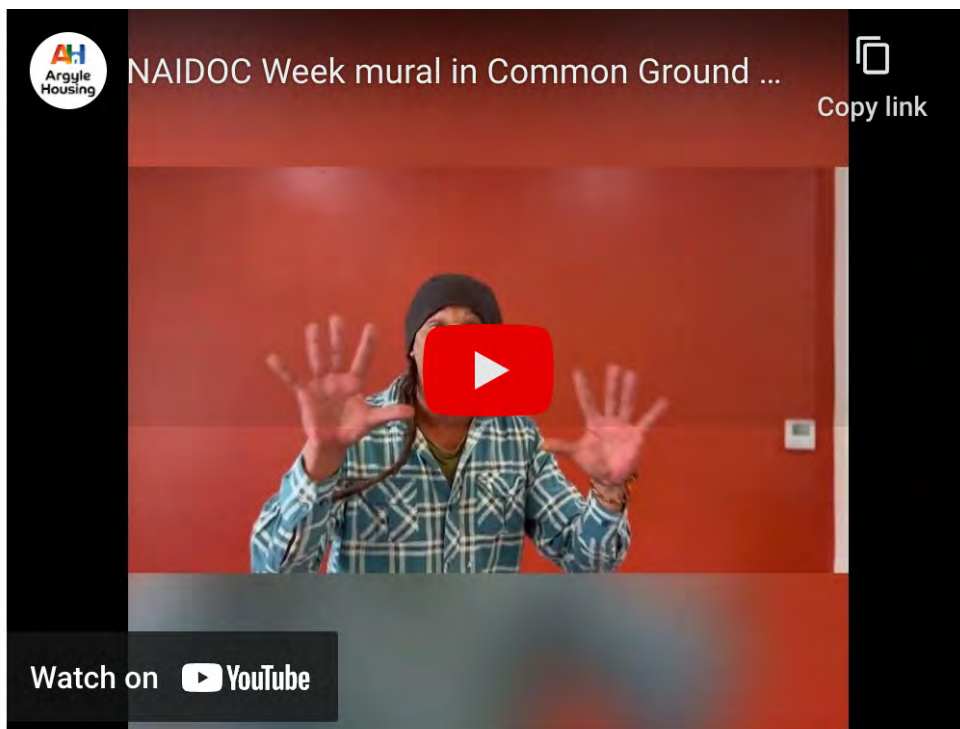 AH
Argyle
Housing
NAIDOC Week mural in Common Ground ...
Copy link
Watch on YouTube